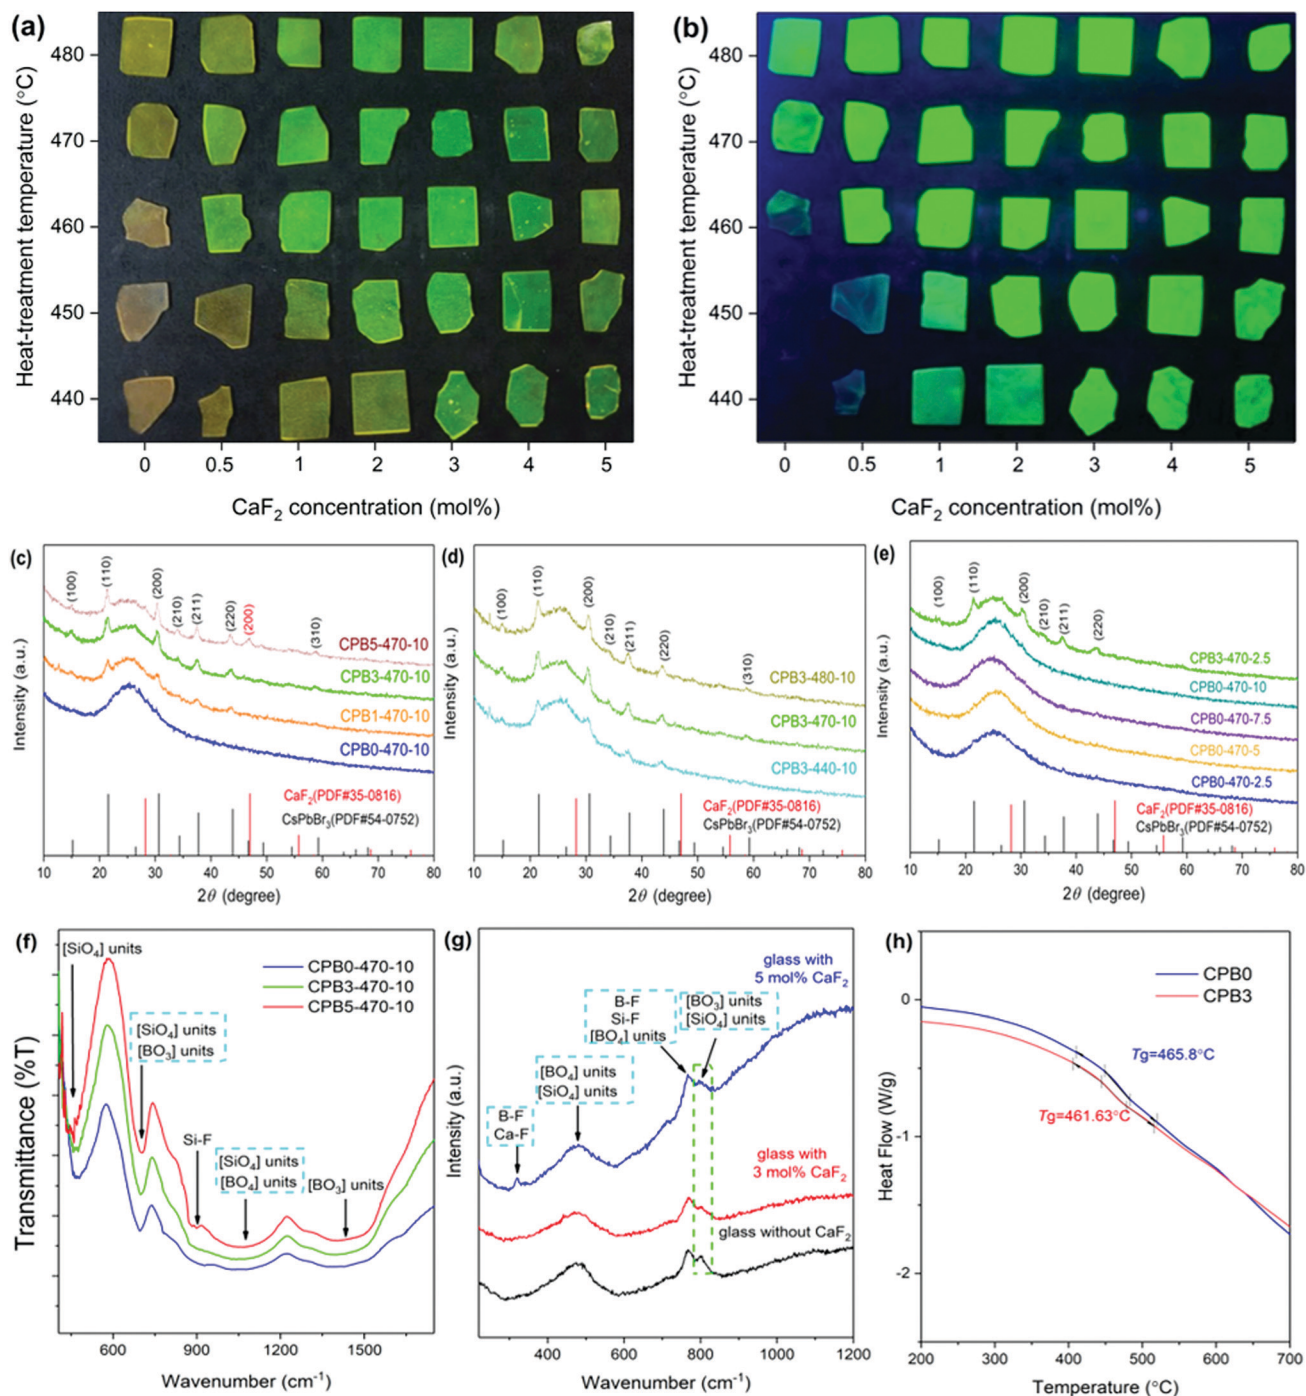 (a)
Heat-treatment temperature (°C)
480
470
460
450
440
0 0.5 1 2 3 4 5
CaF₂ concentration (mol%)
(b)
Heat-treatment temperature (°C)
480
470
460
450
440
0 0.5 1 2 3 4 5
CaF₂ concentration (mol%)
(c)
Intensity (a.u.)
(100)
(110)
(200)
(210)
(211)
(220)
(200)
(310)
CPB5-470-10
CPB3-470-10
CPB1-470-10
CPB0-470-10
CaF₂(PDF#35-0816)
CsPbBr₃(PDF#54-0752)
10 20 30 40 50 60 70 80
2θ (degree)
(d)
Intensity (a.u.)
(100)
(110)
(200)
(210)
(211)
(220)
(310)
CPB3-480-10
CPB3-470-10
CPB3-440-10
CaF₂(PDF#35-0816)
CsPbBr₃(PDF#54-0752)
10 20 30 40 50 60 70 80
2θ (degree)
(e)
Intensity (a.u.)
(100)
(110)
(200)
(210)
(211)
(220)
CPB3-470-2.5
CPB0-470-10
CPB0-470-7.5
CPB0-470-5
CPB0-470-2.5
CaF₂(PDF#35-0816)
CsPbBr₃(PDF#54-0752)
10 20 30 40 50 60 70 80
2θ (degree)
(f)
Transmittance (%T)
[SiO₄] units
CPB0-470-10
CPB3-470-10
CPB5-470-10
[SiO₄] units
[BO₃] units
Si-F
[SiO₄] units
[BO₄] units
[BO₃] units
600 900 1200 1500
Wavenumber (cm⁻¹)
(g)
Intensity (a.u.)
glass with
5 mol% CaF₂
B-F
Si-F
[BO₄] units
[BO₃] units
[SiO₄] units
[BO₄] units
[SiO₄] units
B-F
Ca-F
glass with
3 mol% CaF₂
glass without CaF₂
400 600 800 1000 1200
Wavenumber (cm⁻¹)
(h)
Heat Flow (W/g)
CPB0
CPB3
Tg=465.8°C
Tg=461.63°C
0
-1
-2
200 300 400 500 600 700
Temperature (°C)